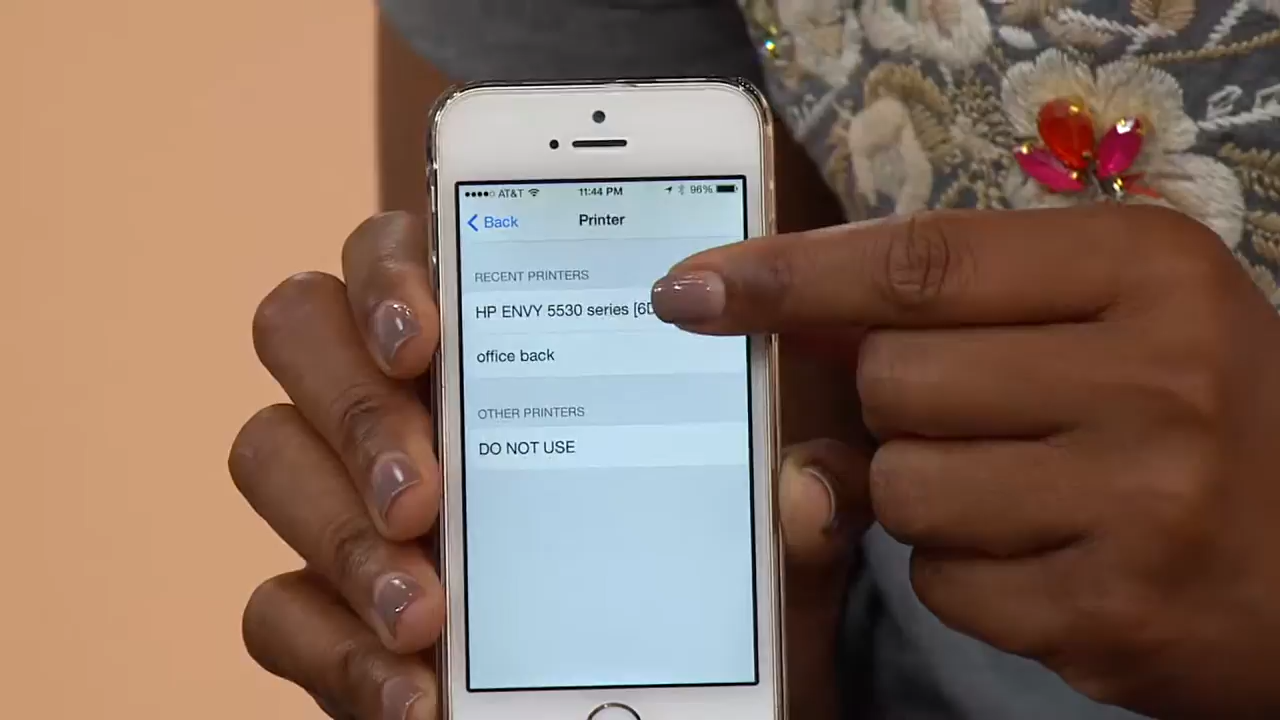 AT&T 11:44 PM 96%
Back Printer
RECENT PRINTERS
HP ENVY 5530 series [6
office back
OTHER PRINTERS
DO NOT USE